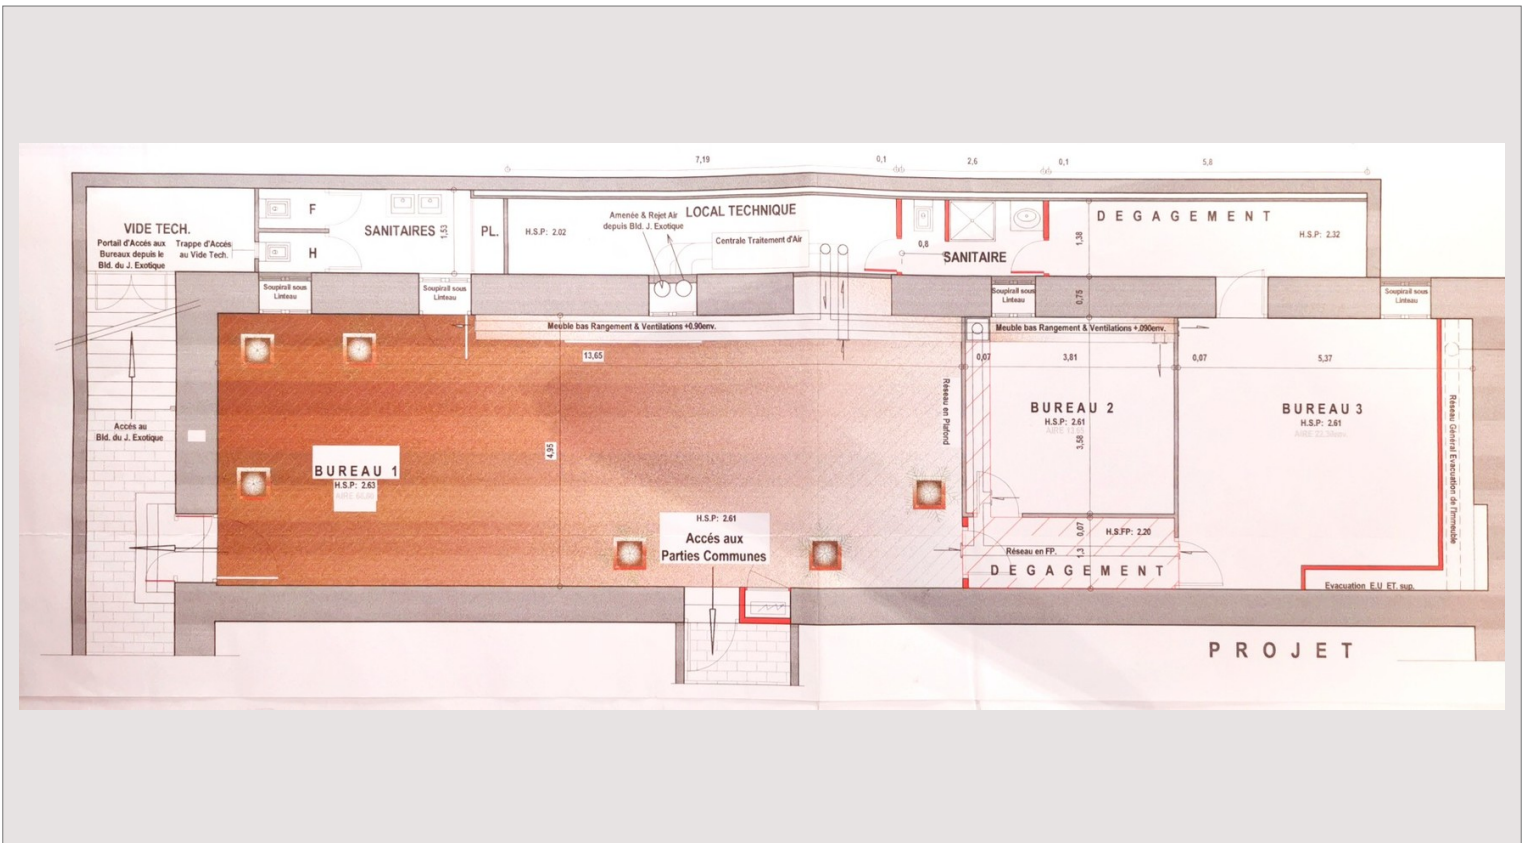 7,19
0,1
2,6
0,1
5,8
VIDE TECH.
Portail d'Accés aux
Bureaux depuis le
Bld. du J. Exotique
Trappe d'Accés
au Vide Tech.
F
H
SANITAIRES
1,53
PL.
H.S.P: 2.02
Amenée & Rejet Air
depuis Bld. J. Exotique
LOCAL TECHNIQUE
Centrale Traitement d'Air
0,8
SANITAIRE
DEGAGEMENT
1,38
H.S.P: 2.32
Soupirail sous
Linteau
Soupirail sous
Linteau
Soupirail sous
Linteau
0,75
Soupirail sous
Linteau
Meuble bas Rangement & Ventilations +0.90env.
Meuble bas Rangement & Ventilations +.090env.
13,65
0,07
3,81
0,07
5,37
Réseau en Plafond
BUREAU 2
H.S.P: 2.61
3,58
BUREAU 3
H.S.P: 2.61
Réseau Général Evacuation de l'Immeuble
Accés au
Bld. du J. Exotique
4,95
BUREAU 1
H.S.P: 2.63
H.S.P: 2.61
Accés aux
Parties Communes
0,07
1,3
H.S.FP: 2.20
Réseau en FP.
DEGAGEMENT
Evacuation E.U ET. sup.
PROJET